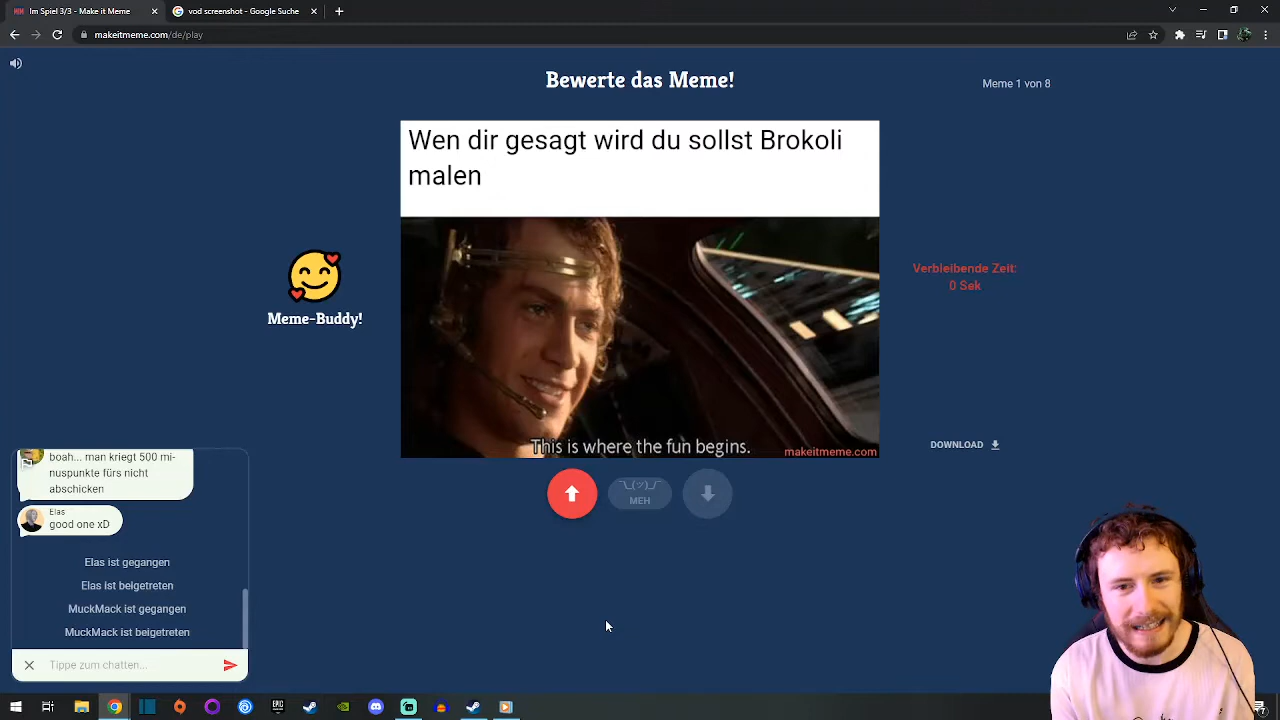 Im Spiel 3/3 - Make it Meme
vod screenshot - Google Suche
makeitmeme.com/de/play
Bewerte das Meme!
Meme 1 von 8
Wen dir gesagt wird du sollst Brokoli
malen
Meme-Buddy!
Verbleibende Zeit:
0 Sek
This is where the fun begins.
makeitmeme.com
DOWNLOAD
¯\_(ツ)_/¯
MEH
boah... man kriegt 500 mi-
nuspunkte fürs nicht
abschicken
Elas
good one xD
Elas ist gegangen
Elas ist beigetreten
MuckMack ist gegangen
MuckMack ist beigetreten
Tippe zum chatten...
EPIC